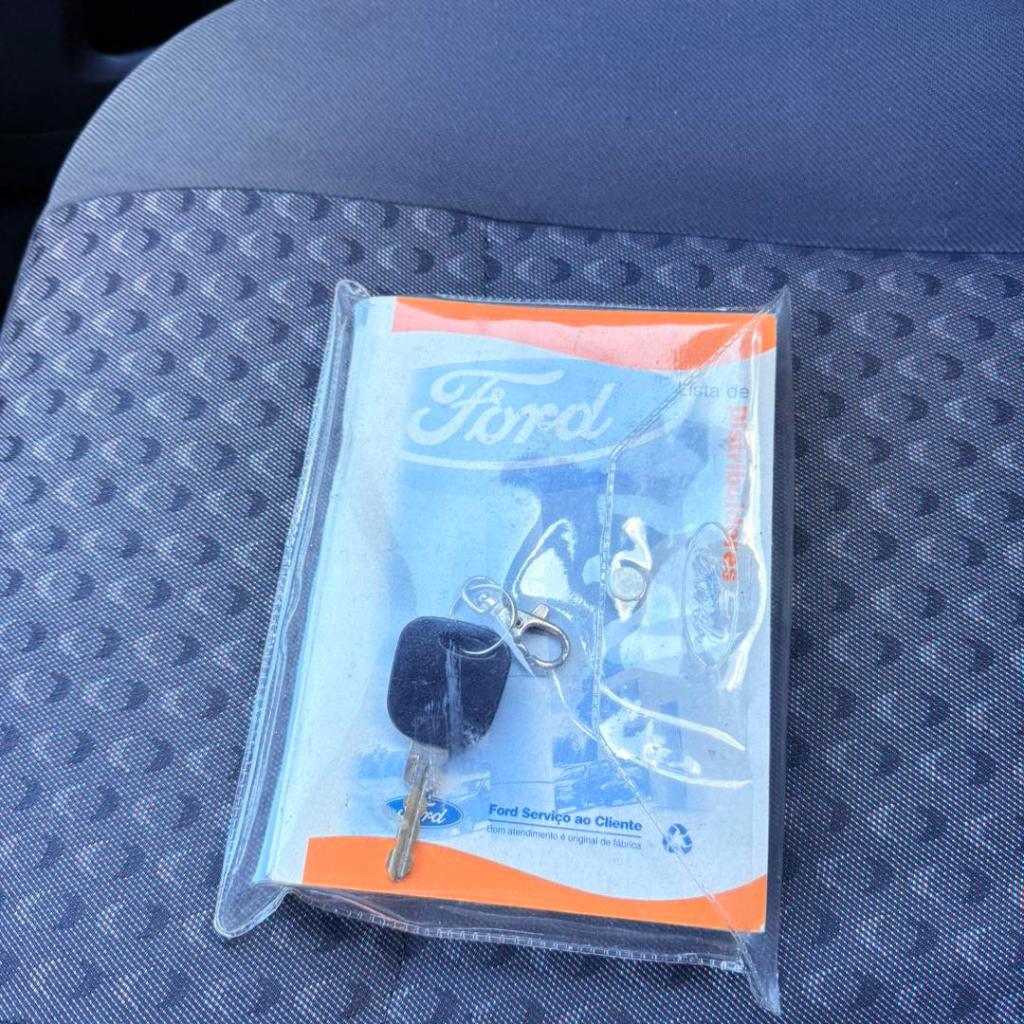 Ford
Lista de
Distribuidores
Ford
Ford Serviço ao Cliente
Bom atendimento é original de fábrica